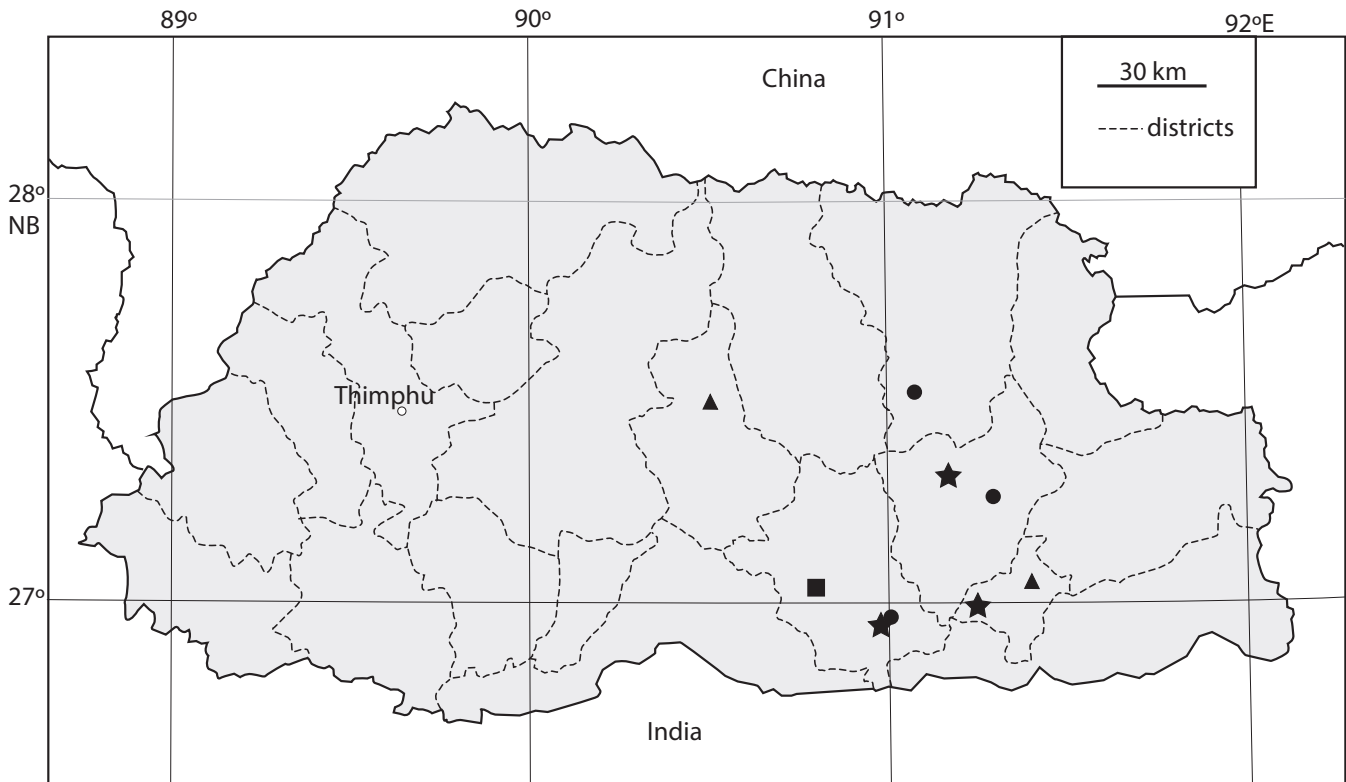 89º 90º 91º 92ºE
China
30 km
districts
28º
NB
Thimphu
27º
India